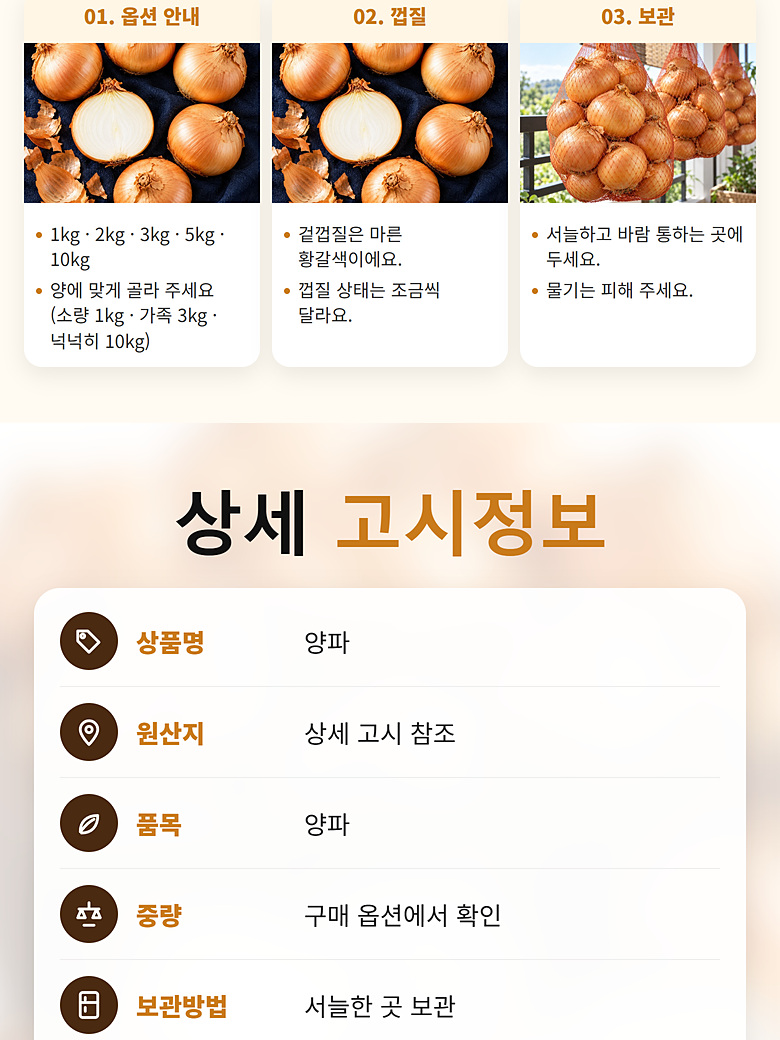 01. 옵션 안내
1kg · 2kg · 3kg · 5kg ·
10kg
양에 맞게 골라 주세요
(소량 1kg · 가족 3kg ·
넉넉히 10kg)
02. 껍질
겉껍질은 마른
황갈색이에요.
껍질 상태는 조금씩
달라요.
03. 보관
서늘하고 바람 통하는 곳에
두세요.
물기는 피해 주세요.
상세 고시정보
상품명 양파
원산지 상세 고시 참조
품목 양파
중량 구매 옵션에서 확인
보관방법 서늘한 곳 보관